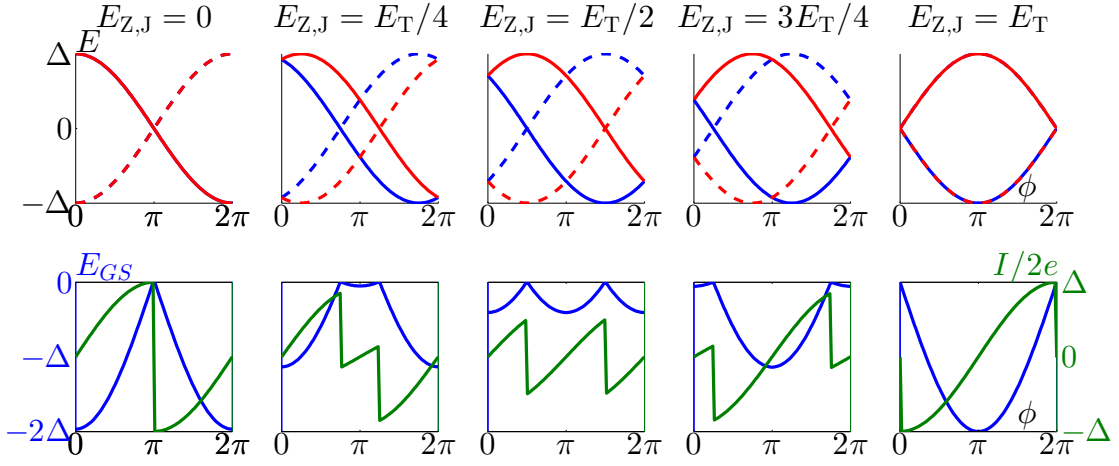 E_{Z,J} = 0 E_{Z,J} = E_T/4 E_{Z,J} = E_T/2 E_{Z,J} = 3E_T/4 E_{Z,J} = E_T
Δ E
0
−Δ ϕ
0 π 2π 0 π 2π 0 π 2π 0 π 2π 0 π 2π
0 E_{GS} I/2e Δ
−Δ 0
−2Δ ϕ −Δ
0 π 2π 0 π 2π 0 π 2π 0 π 2π 0 π 2π